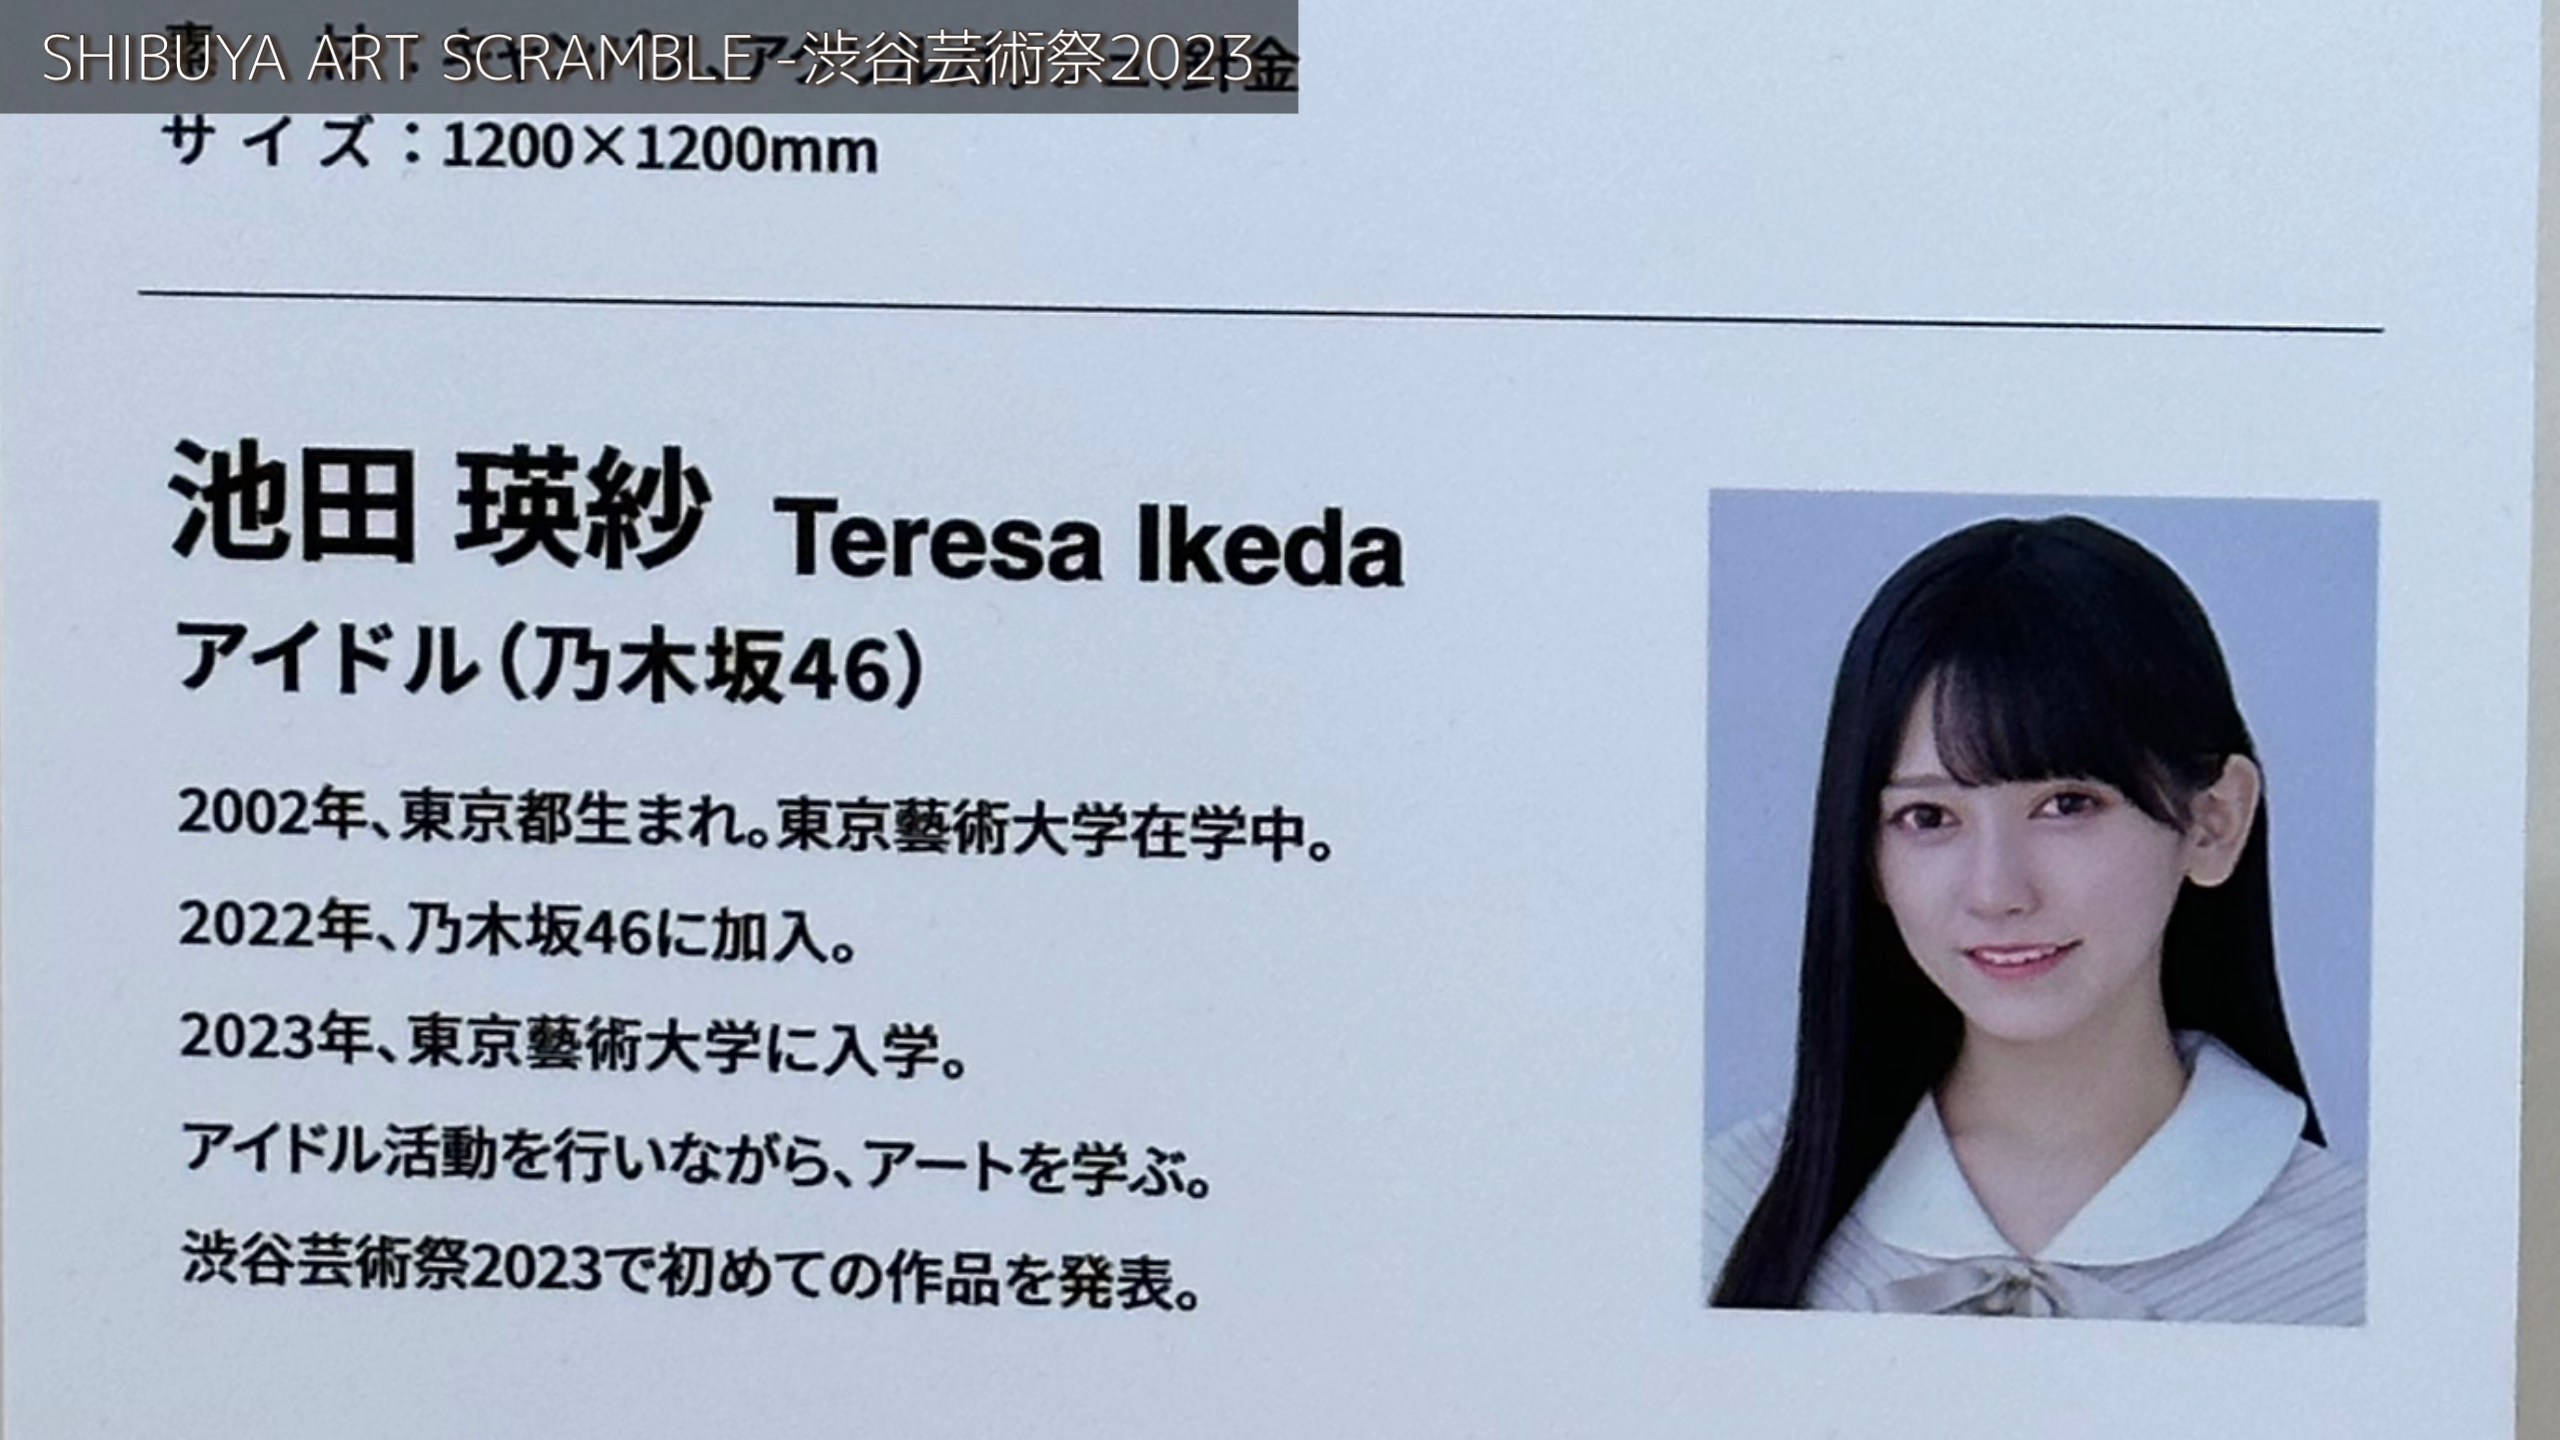 SHIBUYA ART SCRAMBLE -渋谷芸術祭2023
サイズ：1200×1200mm
池田 瑛紗 Teresa Ikeda
アイドル（乃木坂46）
2002年、東京都生まれ。東京藝術大学在学中。
2022年、乃木坂46に加入。
2023年、東京藝術大学に入学。
アイドル活動を行いながら、アートを学ぶ。
渋谷芸術祭2023で初めての作品を発表。